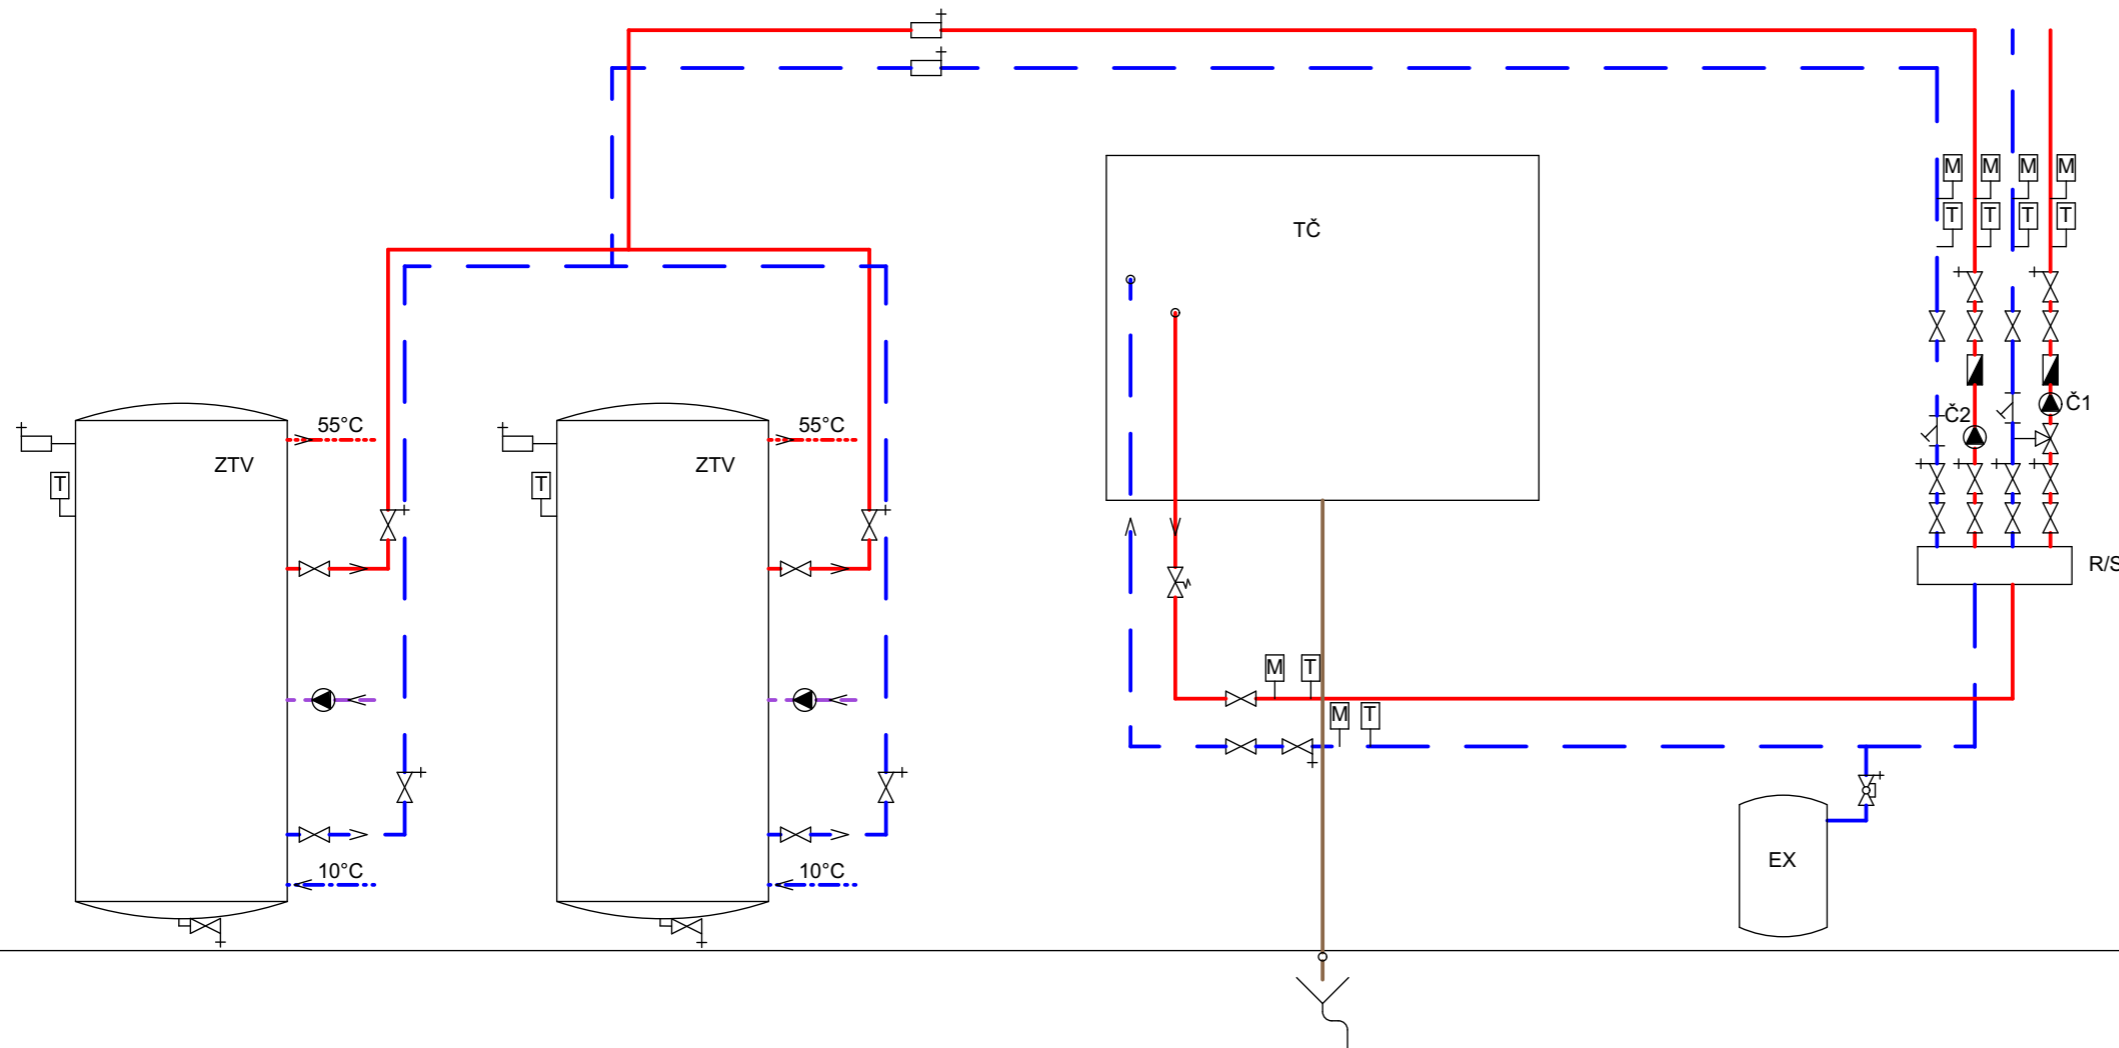 M M M M
T T T T
TČ
Č2 Č1
55°C 55°C
ZTV ZTV
T T
R/S
M T
M T
EX
10°C 10°C